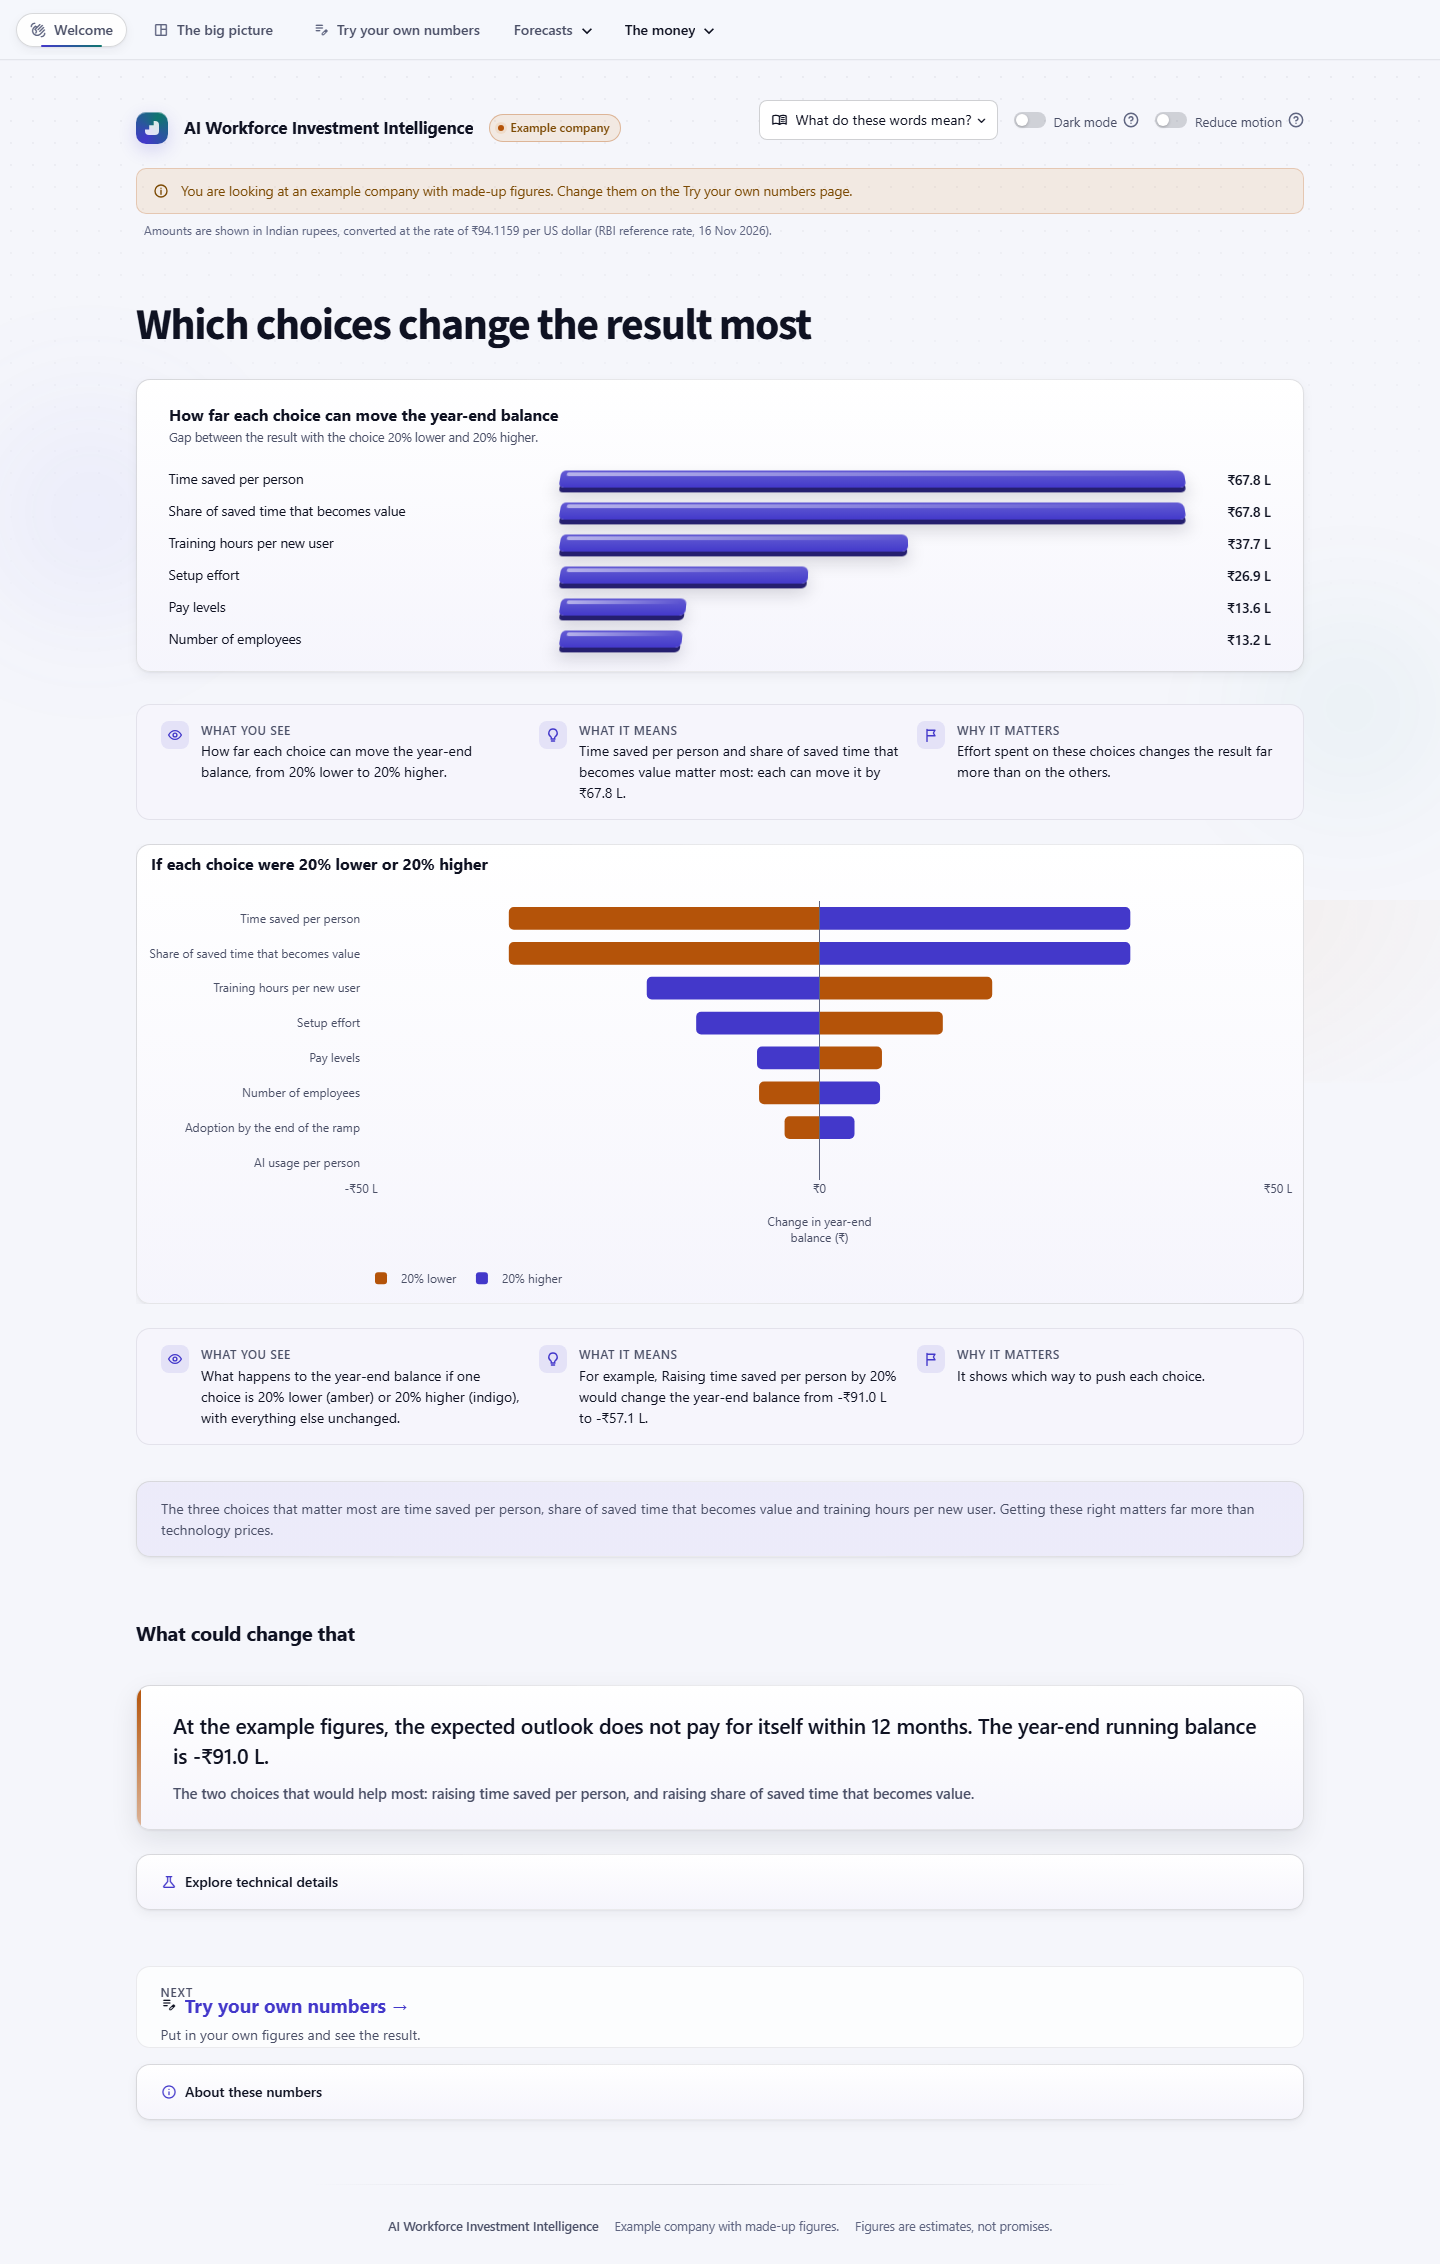 Welcome
The big picture
Try your own numbers
Forecasts
The money
AI Workforce Investment Intelligence
Example company
What do these words mean?
Dark mode
Reduce motion
You are looking at an example company with made-up figures. Change them on the Try your own numbers page.
Amounts are shown in Indian rupees, converted at the rate of ₹94.1159 per US dollar (RBI reference rate, 16 Nov 2026).
Which choices change the result most
How far each choice can move the year-end balance
Gap between the result with the choice 20% lower and 20% higher.
Time saved per person ₹67.8 L
Share of saved time that becomes value ₹67.8 L
Training hours per new user ₹37.7 L
Setup effort ₹26.9 L
Pay levels ₹13.6 L
Number of employees ₹13.2 L
WHAT YOU SEE
How far each choice can move the year-end
balance, from 20% lower to 20% higher.
WHAT IT MEANS
Time saved per person and share of saved time that
becomes value matter most: each can move it by
₹67.8 L.
WHY IT MATTERS
Effort spent on these choices changes the result far
more than on the others.
If each choice were 20% lower or 20% higher
Time saved per person
Share of saved time that becomes value
Training hours per new user
Setup effort
Pay levels
Number of employees
Adoption by the end of the ramp
AI usage per person
-₹50 L ₹0 ₹50 L
Change in year-end
balance (₹)
20% lower 20% higher
WHAT YOU SEE
What happens to the year-end balance if one
choice is 20% lower (amber) or 20% higher (indigo),
with everything else unchanged.
WHAT IT MEANS
For example, Raising time saved per person by 20%
would change the year-end balance from -₹91.0 L
to -₹57.1 L.
WHY IT MATTERS
It shows which way to push each choice.
The three choices that matter most are time saved per person, share of saved time that becomes value and training hours per new user. Getting these right matters far more than
technology prices.
What could change that
At the example figures, the expected outlook does not pay for itself within 12 months. The year-end running balance
is -₹91.0 L.
The two choices that would help most: raising time saved per person, and raising share of saved time that becomes value.
Explore technical details
NEXT
Try your own numbers →
Put in your own figures and see the result.
About these numbers
AI Workforce Investment Intelligence Example company with made-up figures. Figures are estimates, not promises.